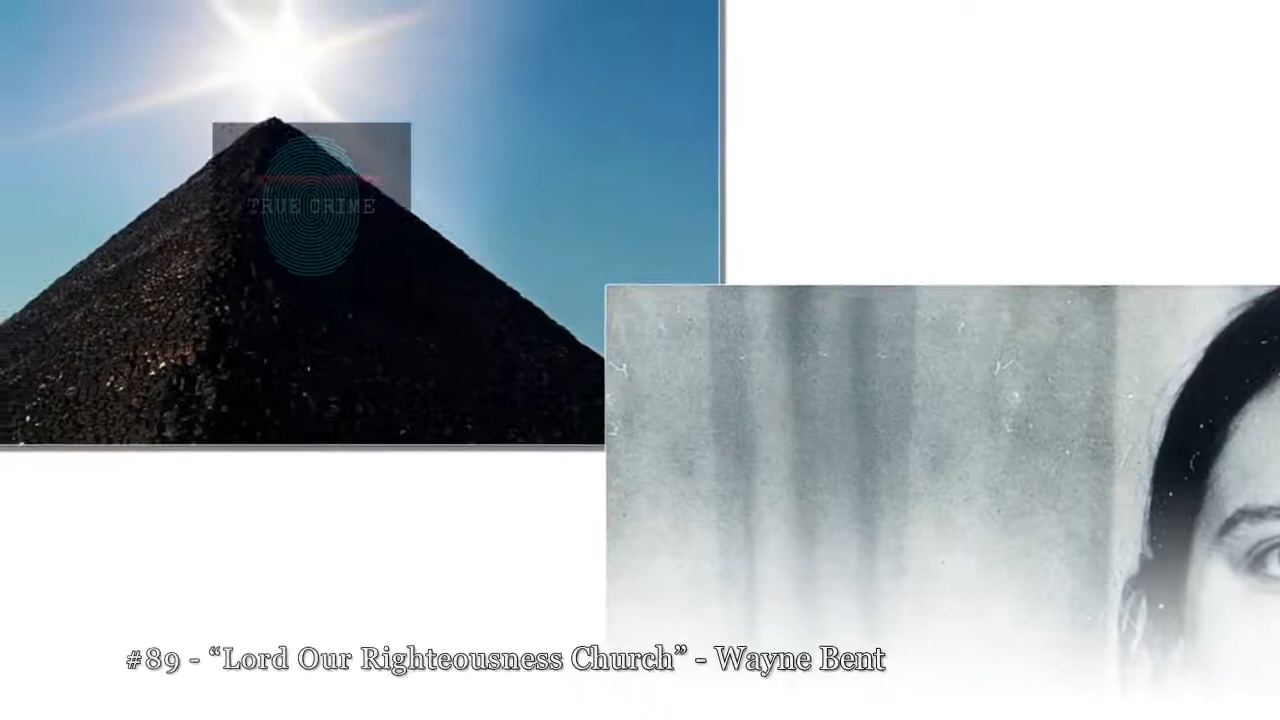 TRUE CRIME
#89 - “Lord Our Righteousness Church” - Wayne Bent